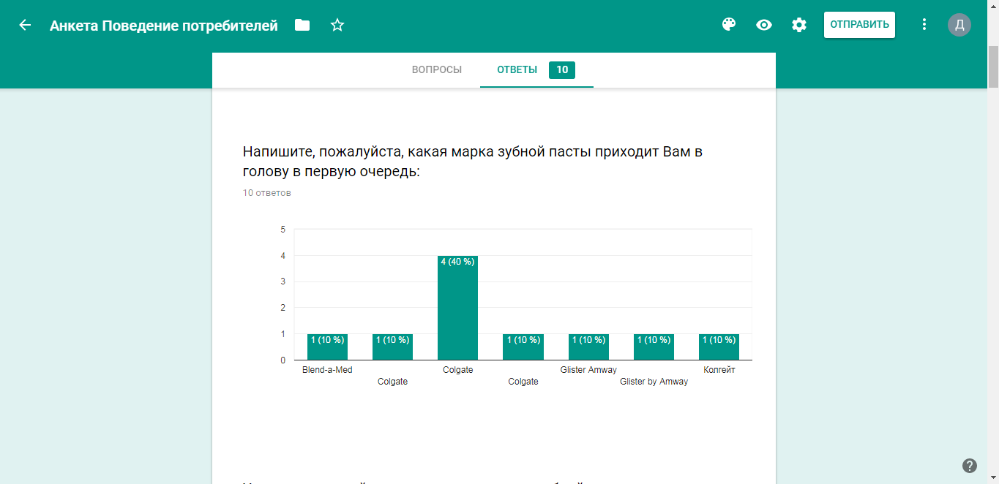 Анкета Поведение потребителей
ОТПРАВИТЬ
Д
ВОПРОСЫ
ОТВЕТЫ
10
Напишите, пожалуйста, какая марка зубной пасты приходит Вам в
голову в первую очередь:
10 ответов
5
4
3
2
1
0
1 (10 %)
1 (10 %)
4 (40 %)
1 (10 %)
1 (10 %)
1 (10 %)
1 (10 %)
Blend-a-Med
Colgate
Colgate
Colgate
Glister Amway
Glister by Amway
Колгейт